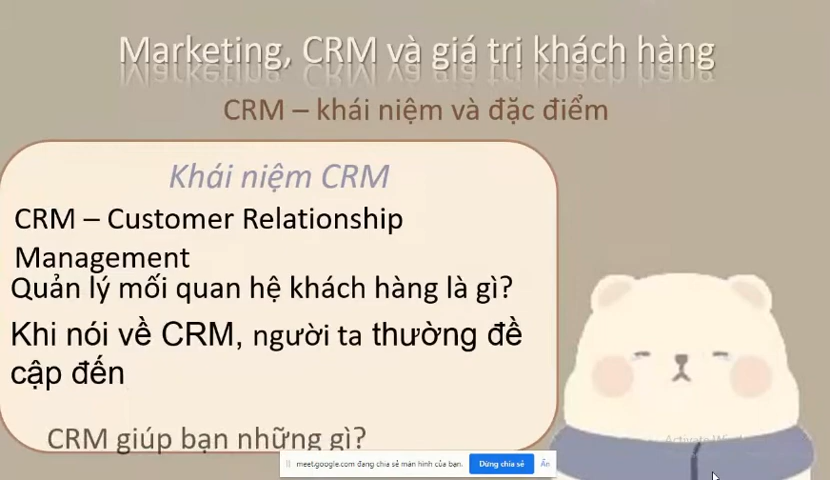 Marketing, CRM và giá trị khách hàng
CRM – khái niệm và đặc điểm
Khái niệm CRM
CRM – Customer Relationship
Management
Quản lý mối quan hệ khách hàng là gì?
Khi nói về CRM, người ta thường đề
cập đến
CRM giúp bạn những gì?
meet.google.com đang chia sẻ màn hình của bạn.
Dừng chia sẻ
Ẩn